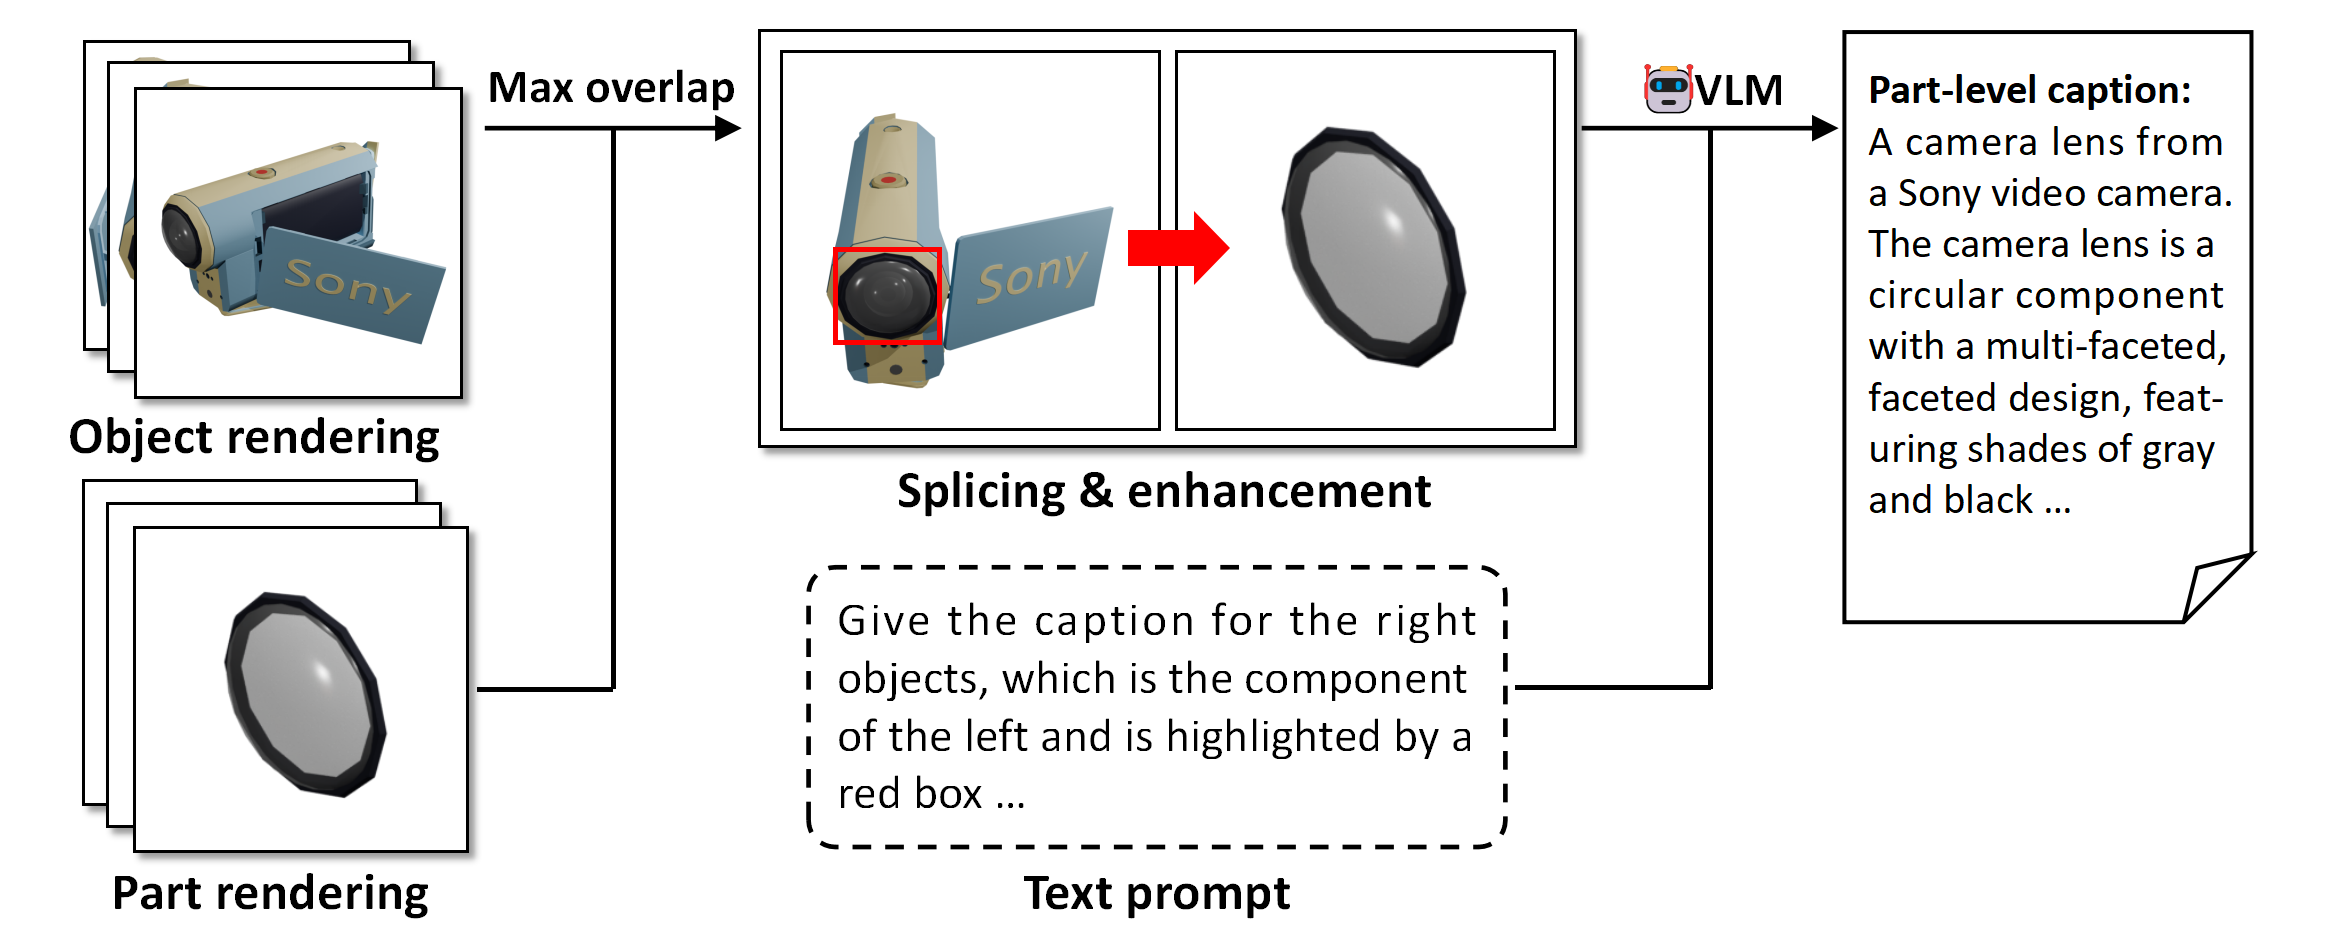 Sony
Object rendering
Part rendering
Max overlap
Sony
Splicing & enhancement
Give the caption for the right
objects, which is the component
of the left and is highlighted by a
red box ...
Text prompt
VLM
Part-level caption:
A camera lens from
a Sony video camera.
The camera lens is a
circular component
with a multi-faceted,
faceted design, feat-
uring shades of gray
and black ...